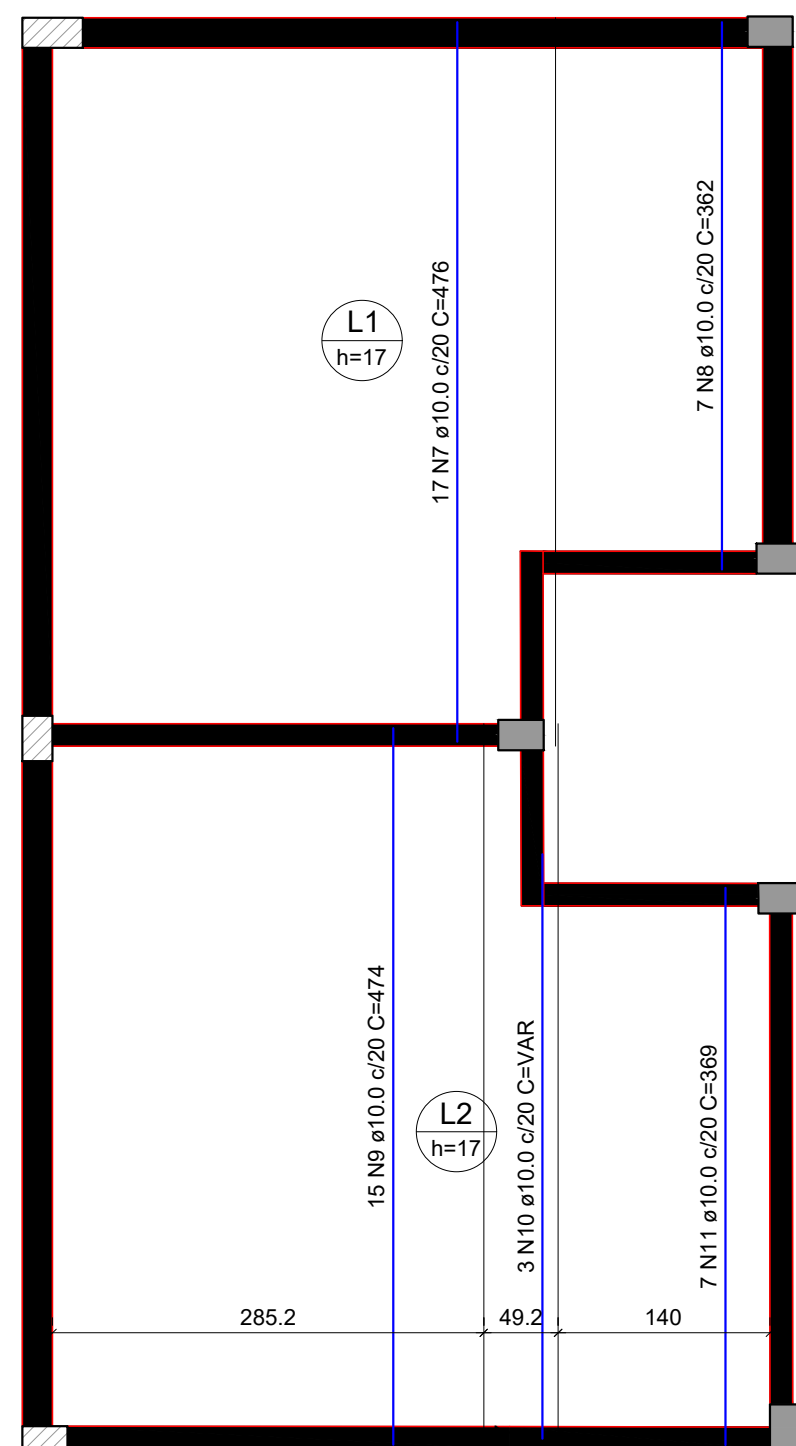 7 N8 ø10.0 c/20 C=362
17 N7 ø10.0 c/20 C=476
L1
h=17
15 N9 ø10.0 c/20 C=474
3 N10 ø10.0 c/20 C=VAR
7 N11 ø10.0 c/20 C=369
L2
h=17
285.2
49.2
140